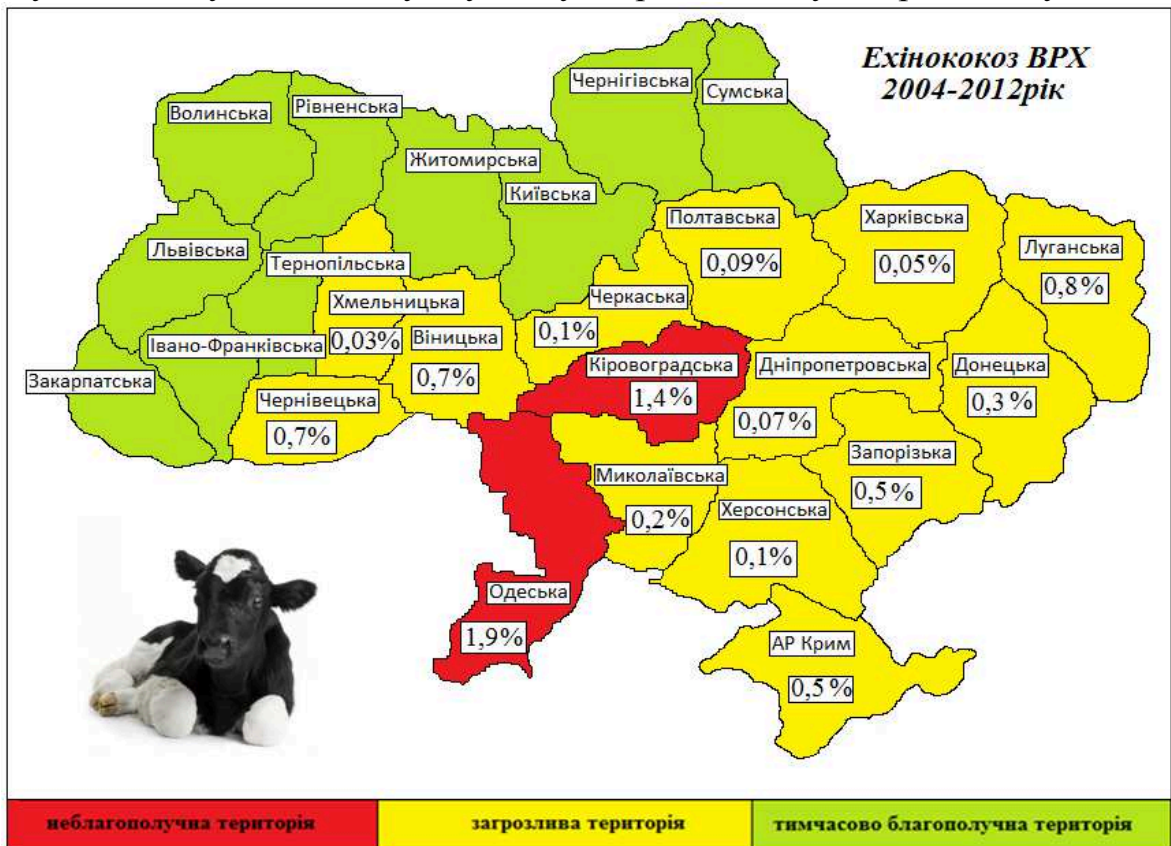 Ехінококоз ВРХ
2004-2012рік
Чернігівська
Сумська
Рівненська
Волинська
Житомирська
Київська
Полтавська
Харківська
Львівська
Луганська
Тернопільська
0,09%
0,05%
0,8%
Хмельницька
Черкаська
0,03%
Віницька
0,1%
Івано-Франківська
Кіровоградська
Дніпропетровська
Донецька
Закарпатська
0,7%
1,4%
0,3%
Чернівецька
0,7%
0,07%
Запорізька
Миколаївська
0,5%
Херсонська
0,2%
0,1%
Одеська
1,9%
АР Крим
0,5%
неблагополучна територія
загрозлива територія
тимчасово благополучна територія